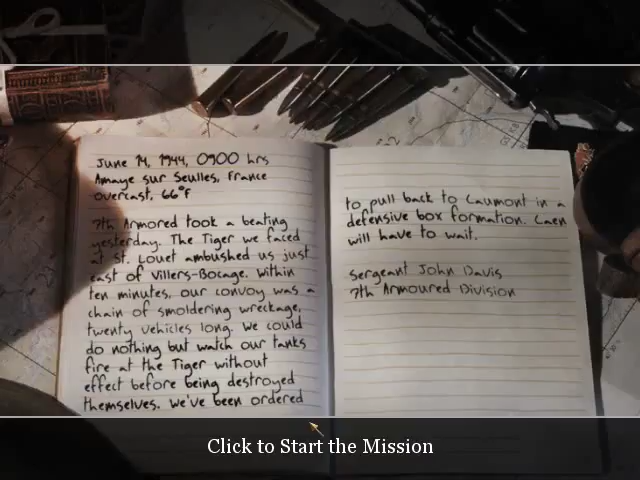 June 14, 1944, 0900 hrs
Amaye sur Seulles, France
Overcast, 66°F
7th Armored took a beating
yesterday. The Tiger we faced
at St. Louet ambushed us just
east of Villers-Bocage. Within
ten minutes, our convoy was a
chain of smoldering wreckage,
twenty vehicles long. We could
do nothing but watch our tanks
fire at the Tiger without
effect before being destroyed
themselves. We've been ordered
to pull back to Caumont in a
defensive box formation. Caen
will have to wait.
Sergeant John Davis
7th Armoured Division
Click to Start the Mission